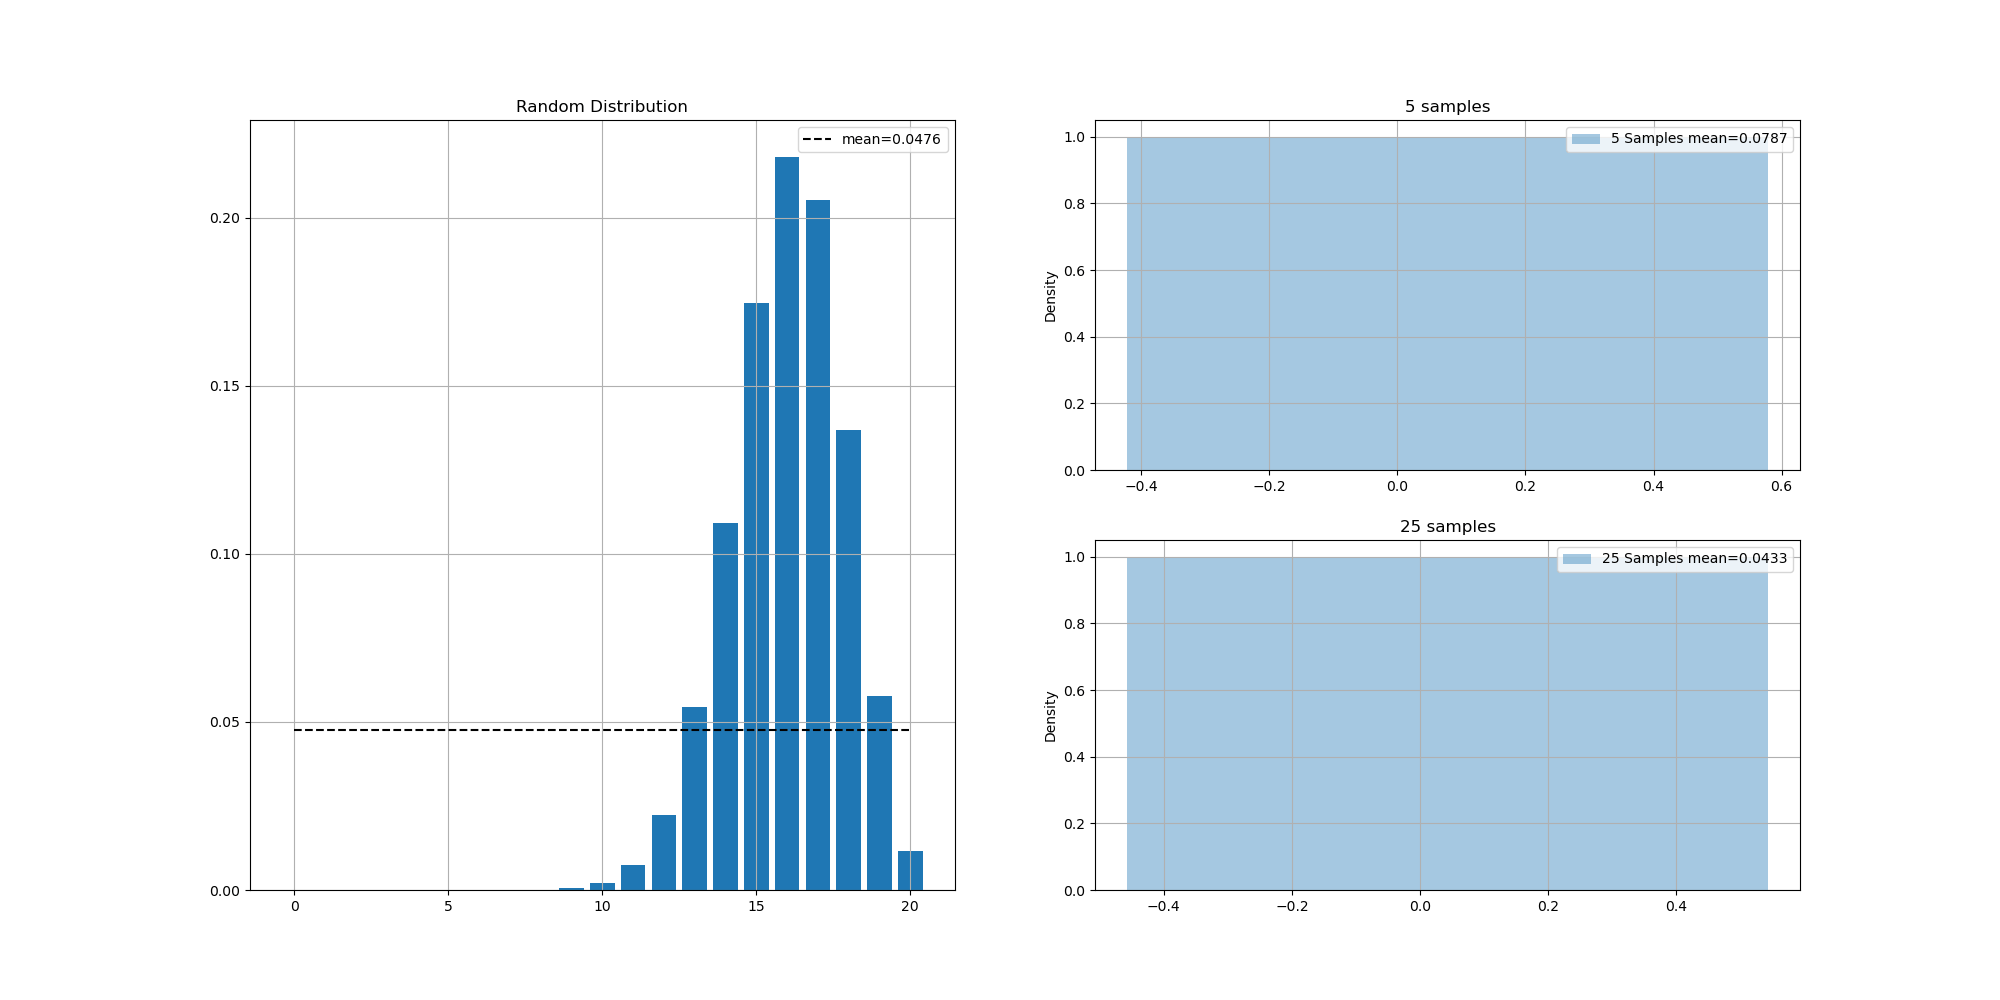 Random Distribution
mean=0.0476
0.20
0.15
0.10
0.05
0.00
0 5 10 15 20
5 samples
5 Samples mean=0.0787
Density
1.0
0.8
0.6
0.4
0.2
0.0
−0.4 −0.2 0.0 0.2 0.4 0.6
25 samples
25 Samples mean=0.0433
Density
1.0
0.8
0.6
0.4
0.2
0.0
−0.4 −0.2 0.0 0.2 0.4